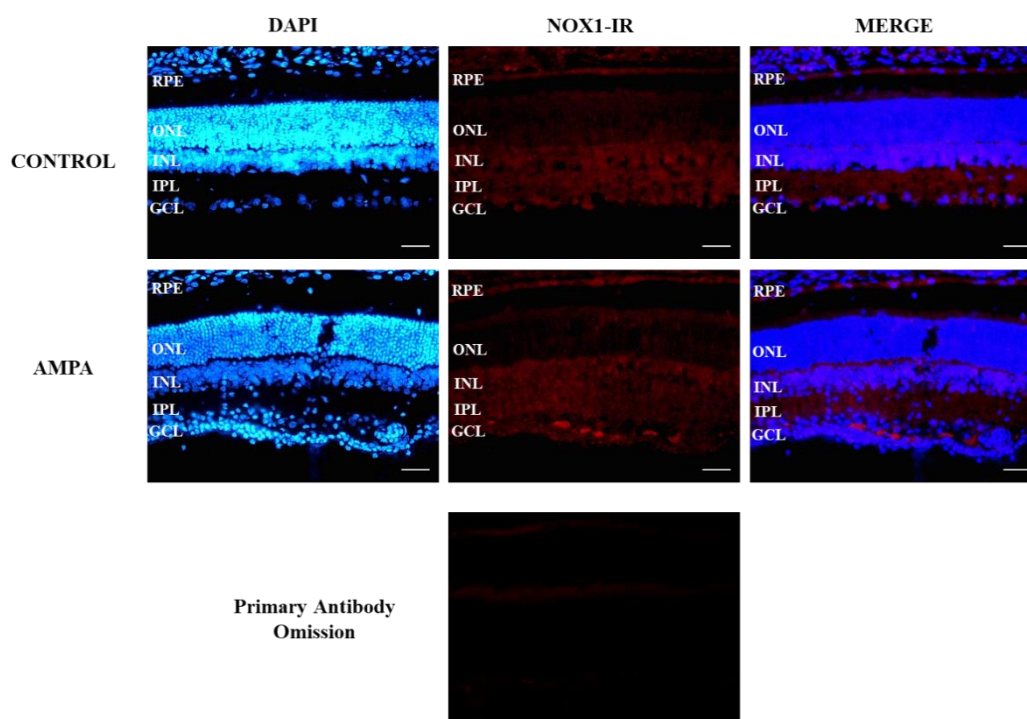 DAPI
NOX1-IR
MERGE
CONTROL
RPE
ONL
INL
IPL
GCL
RPE
ONL
INL
IPL
GCL
RPE
ONL
INL
IPL
GCL
AMPA
RPE
ONL
INL
IPL
GCL
RPE
ONL
INL
IPL
GCL
RPE
ONL
INL
IPL
GCL
Primary Antibody
Omission